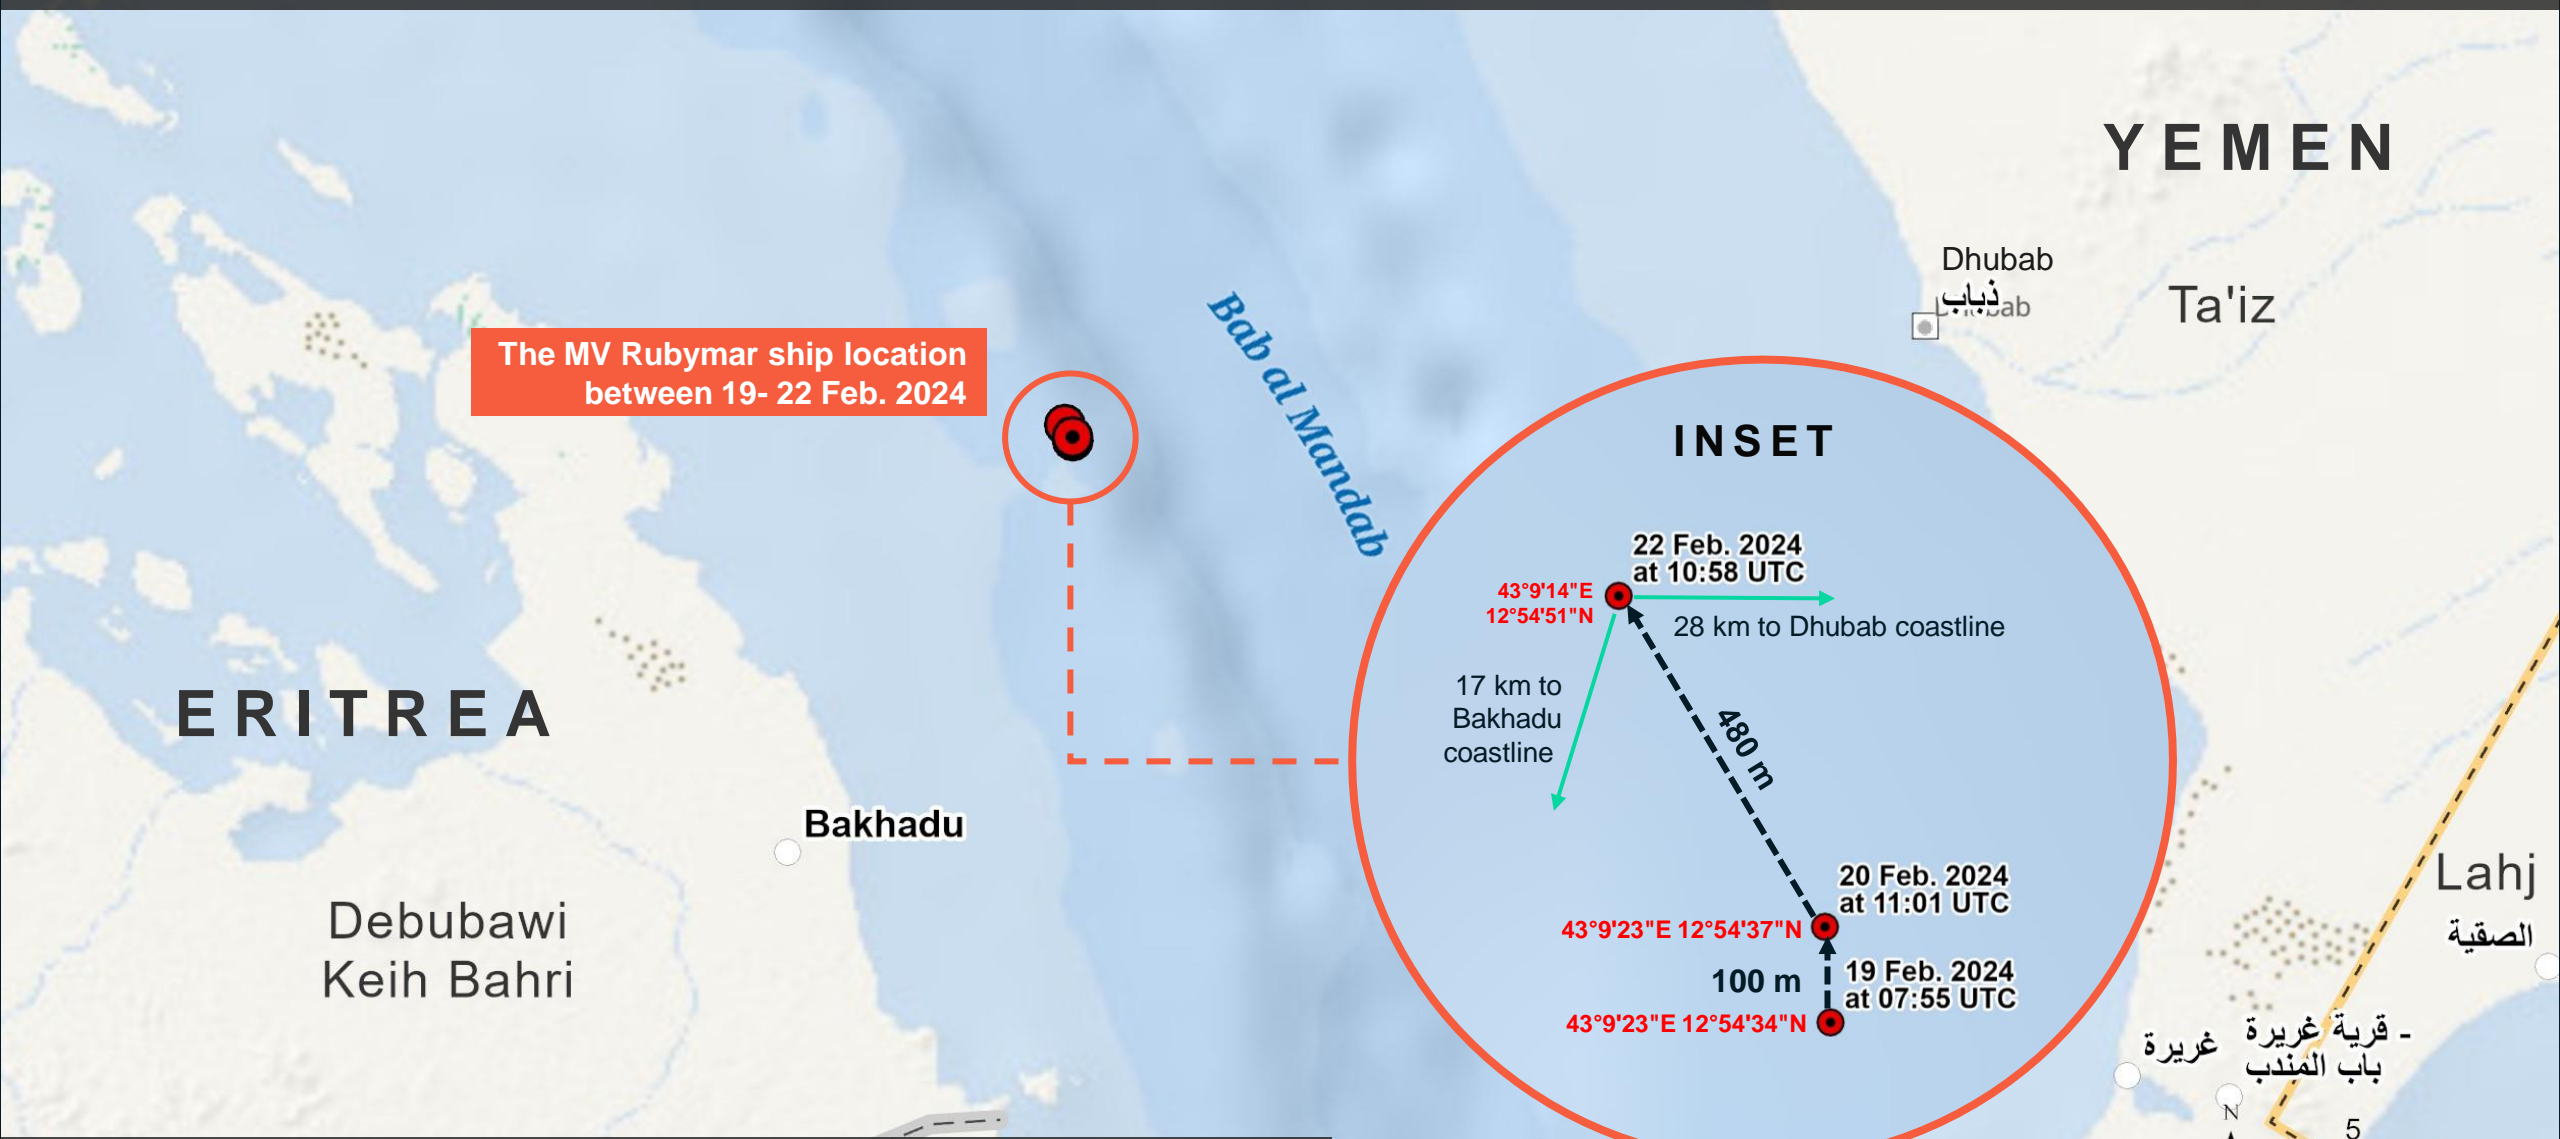 YEMEN
Dhubab
ذباب
Ta'iz
The MV Rubymar ship location
between 19- 22 Feb. 2024
Bab al Mandab
INSET
22 Feb. 2024
at 10:58 UTC
43°9'14"E
12°54'51"N
28 km to Dhubab coastline
17 km to
Bakhadu
coastline
480 m
ERITREA
Bakhadu
20 Feb. 2024
at 11:01 UTC
43°9'23"E 12°54'37"N
100 m
19 Feb. 2024
at 07:55 UTC
43°9'23"E 12°54'34"N
Debubawi
Keih Bahri
Lahj
الصقية
غريرة
قرية غريرة -
باب المندب
N
5